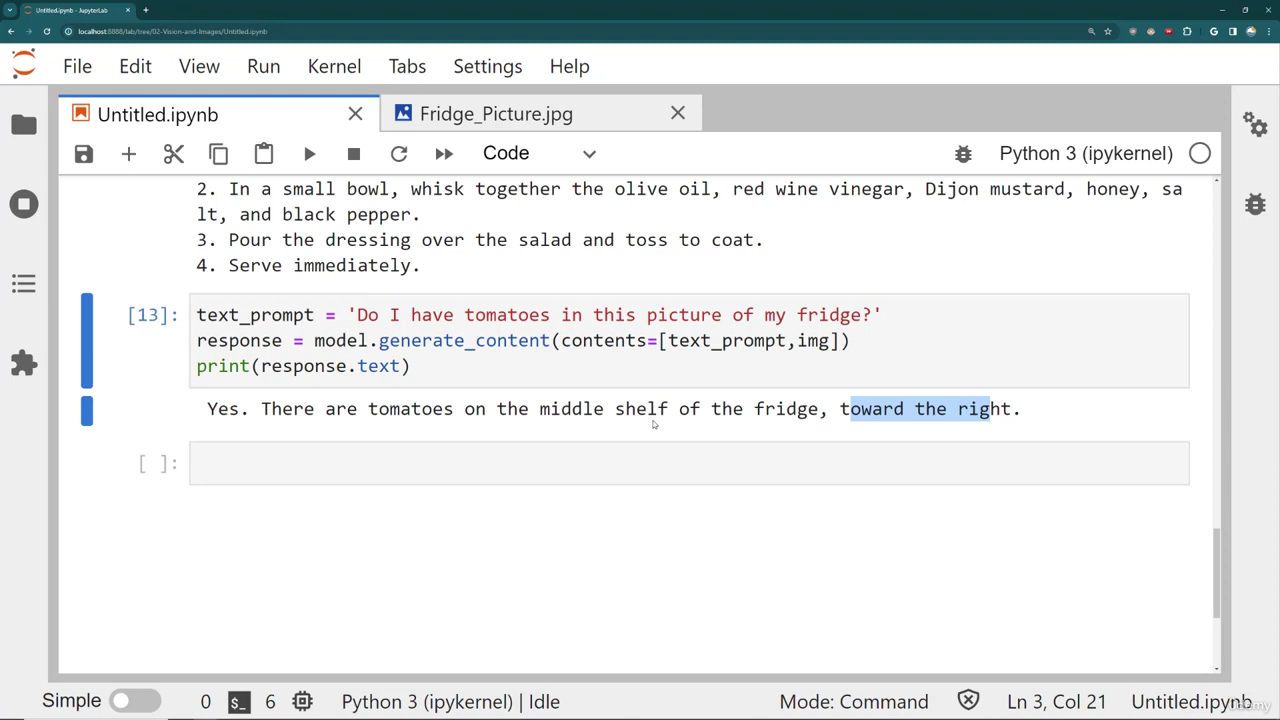 Untitled.ipynb - JupyterLab
localhost:8888/lab/tree/02-Vision-and-Images/Untitled.ipynb
File Edit View Run Kernel Tabs Settings Help
Untitled.ipynb Fridge_Picture.jpg
Code Python 3 (ipykernel)
2. In a small bowl, whisk together the olive oil, red wine vinegar, Dijon mustard, honey, sa
lt, and black pepper.
3. Pour the dressing over the salad and toss to coat.
4. Serve immediately.
[13]: text_prompt = 'Do I have tomatoes in this picture of my fridge?'
response = model.generate_content(contents=[text_prompt,img])
print(response.text)
Yes. There are tomatoes on the middle shelf of the fridge, toward the right.
[ ]:
Simple 0 $_ 6 Python 3 (ipykernel) | Idle Mode: Command Ln 3, Col 21 Untitled.ipynb
Udemy